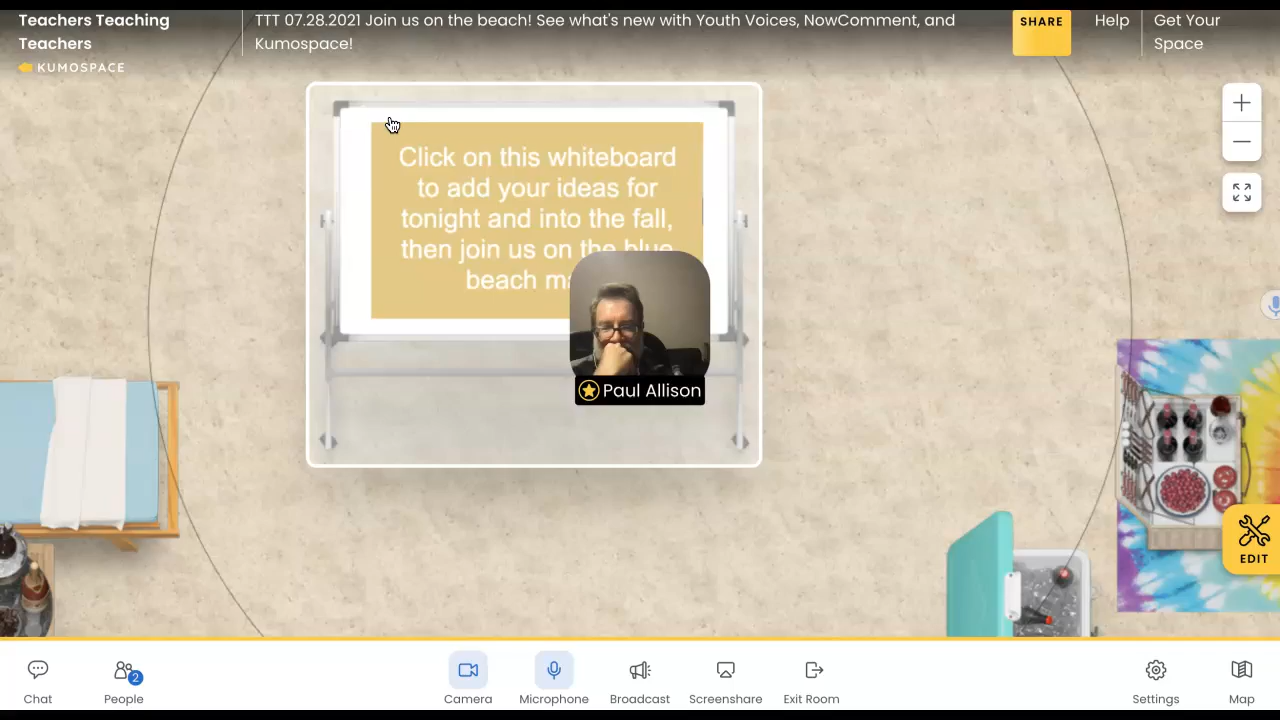 Teachers Teaching
Teachers
KUMOSPACE
TTT 07.28.2021 Join us on the beach! See what's new with Youth Voices, NowComment, and
Kumospace!
SHARE
Help
Get Your
Space
Click on this whiteboard
to add your ideas for
tonight and into the fall,
then join us on the blue
beach
Paul Allison
EDIT
Chat
People
2
Camera
Microphone
Broadcast
Screenshare
Exit Room
Settings
Map